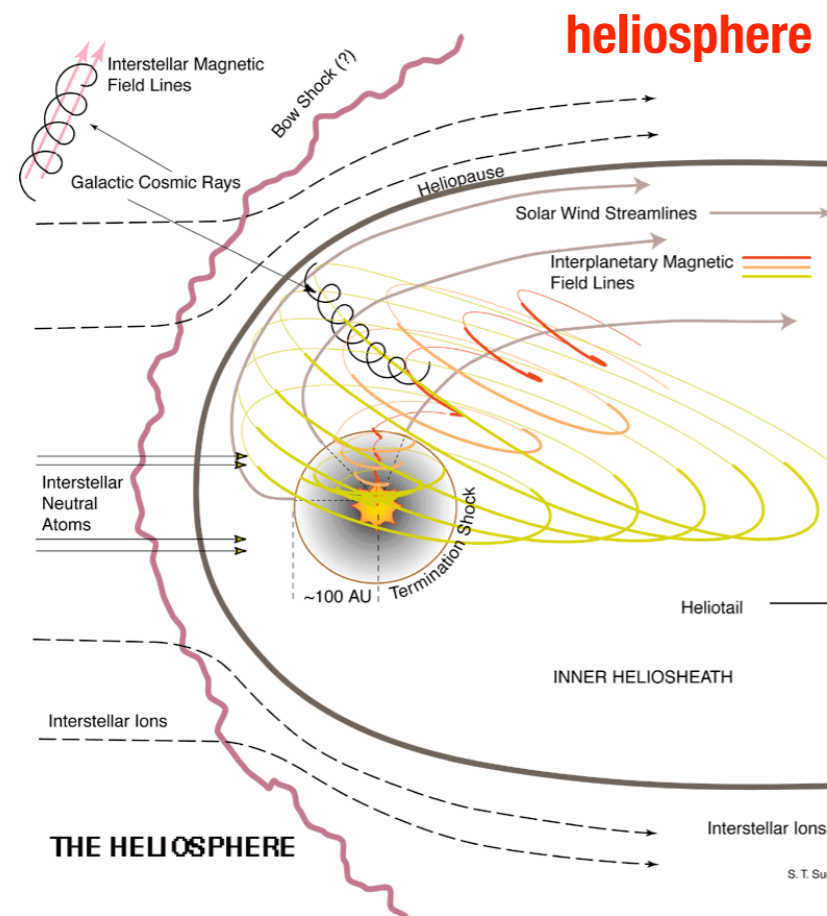 heliosphere
Interstellar Magnetic
Field Lines
Bow Shock (?)
Galactic Cosmic Rays
Heliopause
Solar Wind Streamlines
Interplanetary Magnetic
Field Lines
Interstellar
Neutral
Atoms
Termination Shock
~100 AU
Heliotail
INNER HELIOSHEATH
Interstellar Ions
Interstellar Ions
THE HELIOSPHERE
S. T. Su